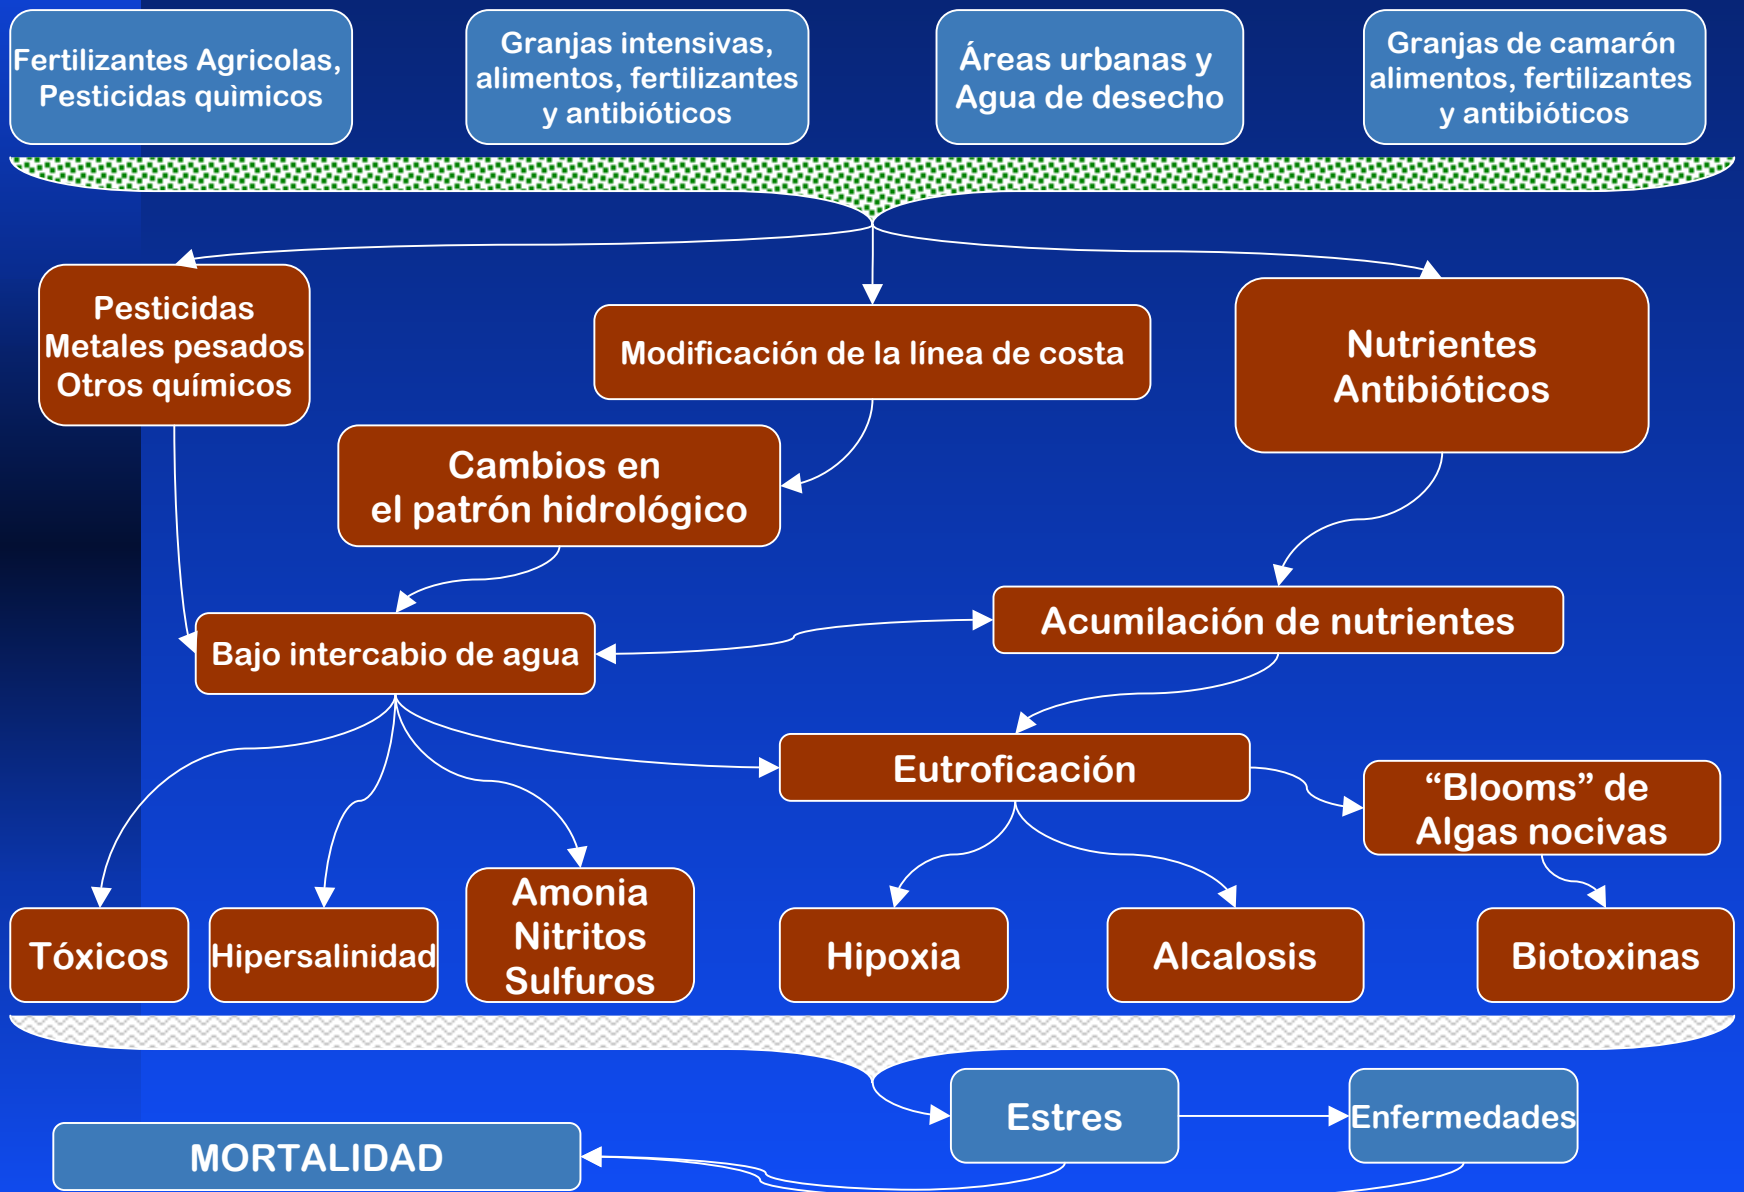 Fertilizantes Agricolas,
Pesticidas quìmicos
Granjas intensivas,
alimentos, fertilizantes
y antibióticos
Áreas urbanas y
Agua de desecho
Granjas de camarón
alimentos, fertilizantes
y antibióticos
Pesticidas
Metales pesados
Otros químicos
Modificación de la línea de costa
Nutrientes
Antibióticos
Cambios en
el patrón hidrológico
Acumilación de nutrientes
Bajo intercabio de agua
Eutroficación
“Blooms” de
Algas nocivas
Tóxicos
Hipersalinidad
Amonia
Nitritos
Sulfuros
Hipoxia
Alcalosis
Biotoxinas
Estres
Enfermedades
MORTALIDAD